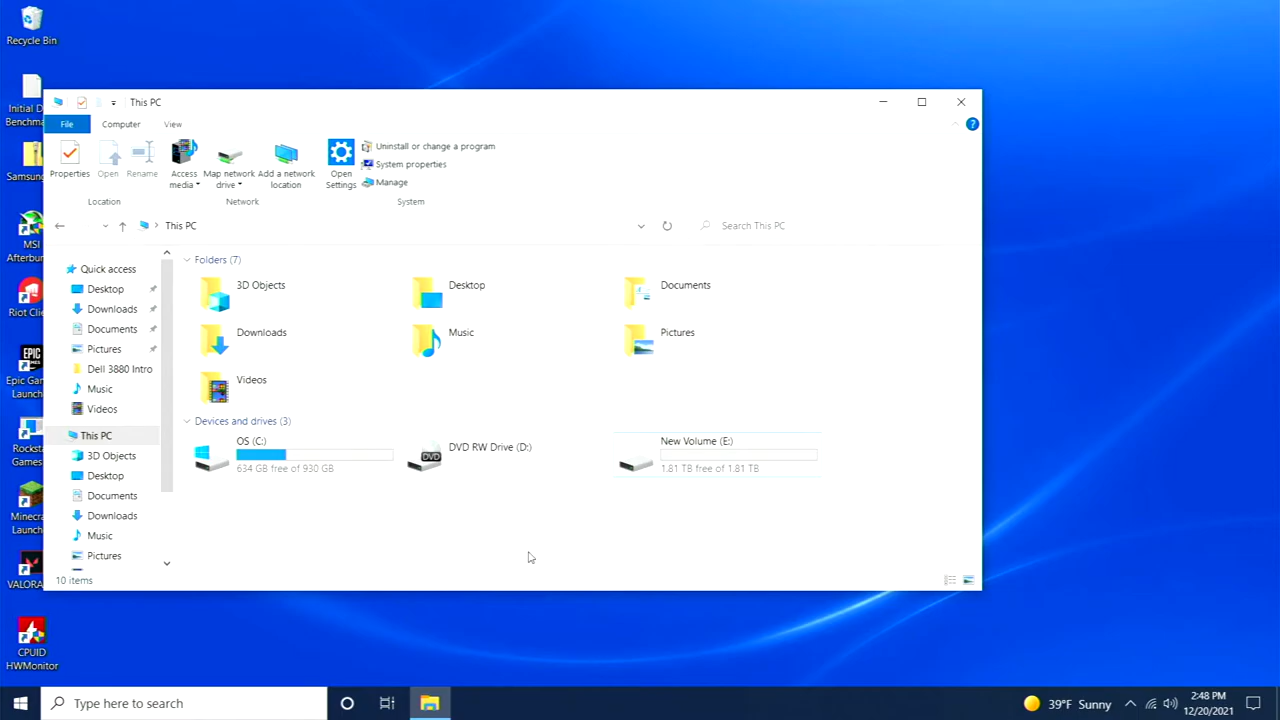 Recycle Bin
Initial D
Benchma
Samsun
MSI
Afterbur
Riot Clie
EPIC
GAMES
Epic Gam
Launch
Rocksta
Games
Minecra
Launch
VALORA
CPUID
HWMonitor
This PC
File
Computer
View
Properties
Open
Rename
Access
media
Map network
drive
Add a network
location
Open
Settings
Uninstall or change a program
System properties
Manage
Location
Network
System
This PC
Search This PC
Quick access
Desktop
Downloads
Documents
Pictures
Dell 3880 Intro
Music
Videos
This PC
3D Objects
Desktop
Documents
Downloads
Music
Pictures
Folders (7)
3D Objects
Desktop
Documents
Downloads
Music
Pictures
Videos
Devices and drives (3)
OS (C:)
634 GB free of 930 GB
DVD
DVD RW Drive (D:)
New Volume (E:)
1.81 TB free of 1.81 TB
10 items
Type here to search
39°F Sunny
2:48 PM
12/20/2021